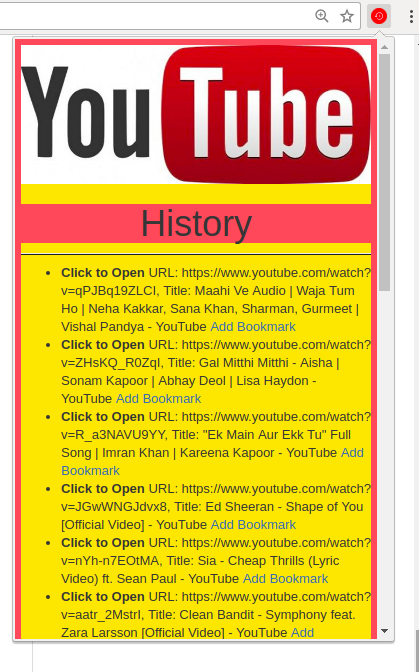 YouTube
History
• Click to Open URL: https://www.youtube.com/watch?
v=qPJBq19ZLCI, Title: Maahi Ve Audio | Waja Tum
Ho | Neha Kakkar, Sana Khan, Sharman, Gurmeet |
Vishal Pandya - YouTube Add Bookmark
• Click to Open URL: https://www.youtube.com/watch?
v=ZHsKQ_R0ZqI, Title: Gal Mitthi Mitthi - Aisha |
Sonam Kapoor | Abhay Deol | Lisa Haydon -
YouTube Add Bookmark
• Click to Open URL: https://www.youtube.com/watch?
v=R_a3NAVU9YY, Title: "Ek Main Aur Ekk Tu" Full
Song | Imran Khan | Kareena Kapoor - YouTube Add
Bookmark
• Click to Open URL: https://www.youtube.com/watch?
v=JGwWNGJdvx8, Title: Ed Sheeran - Shape of You
[Official Video] - YouTube Add Bookmark
• Click to Open URL: https://www.youtube.com/watch?
v=nYh-n7EOtMA, Title: Sia - Cheap Thrills (Lyric
Video) ft. Sean Paul - YouTube Add Bookmark
• Click to Open URL: https://www.youtube.com/watch?
v=aatr_2MstrI, Title: Clean Bandit - Symphony feat.
Zara Larsson [Official Video] - YouTube Add